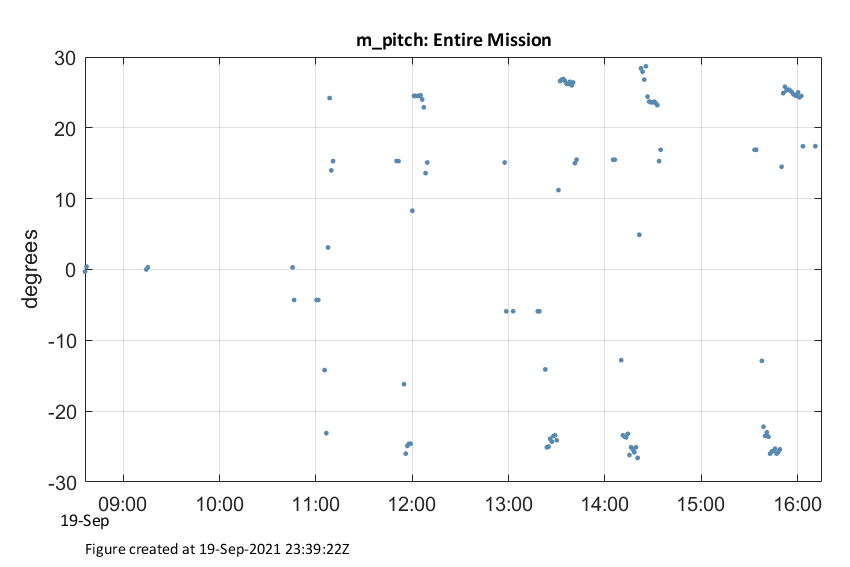 m_pitch: Entire Mission
30
20
10
0
-10
-20
-30
degrees
09:00 10:00 11:00 12:00 13:00 14:00 15:00 16:00
19-Sep
Figure created at 19-Sep-2021 23:39:22Z